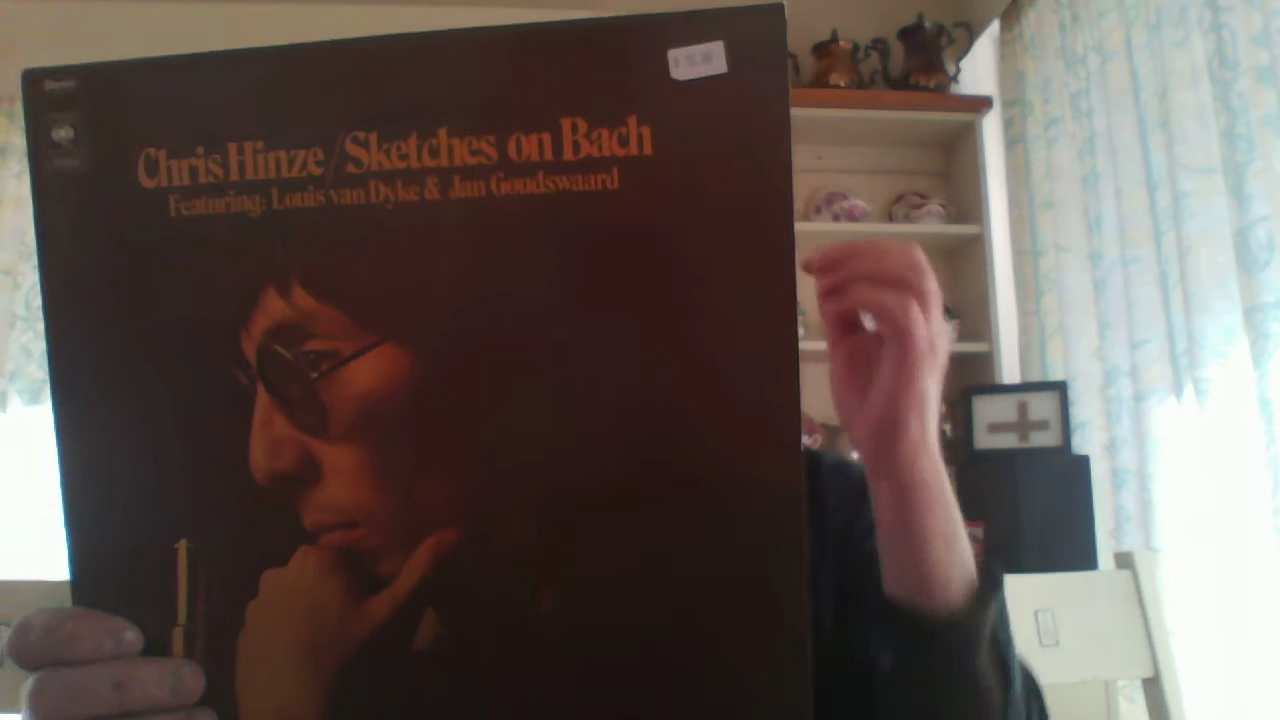 Chris Hinze / Sketches on Bach
Featuring: Louis van Dyke & Jan Goudswaard